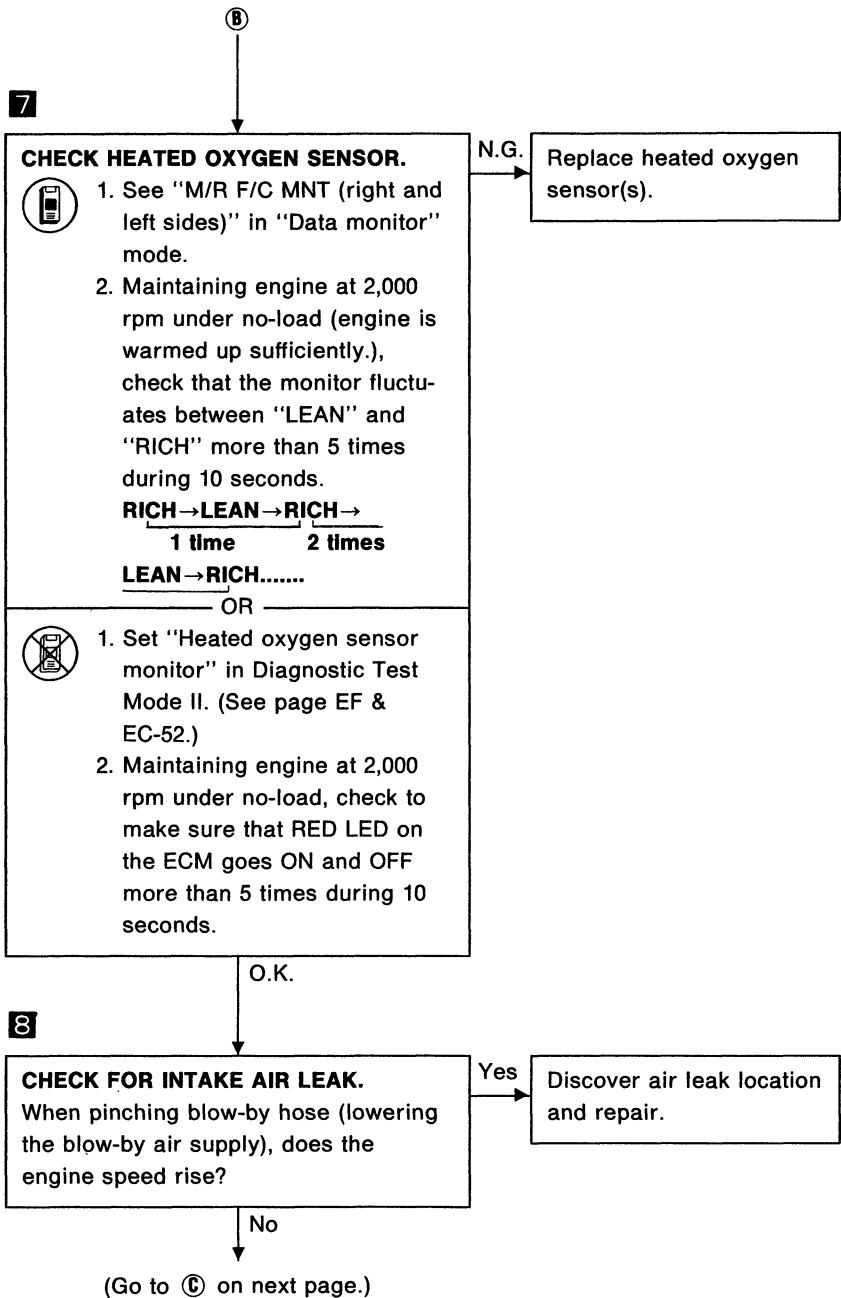 Ⓑ
7
CHECK HEATED OXYGEN SENSOR.
1. See "M/R F/C MNT (right and
left sides)" in "Data monitor"
mode.
2. Maintaining engine at 2,000
rpm under no-load (engine is
warmed up sufficiently.),
check that the monitor fluctu-
ates between "LEAN" and
"RICH" more than 5 times
during 10 seconds.
RICH→LEAN→RICH→
1 time 2 times
LEAN→RICH.......
N.G.
Replace heated oxygen
sensor(s).
OR
1. Set "Heated oxygen sensor
monitor" in Diagnostic Test
Mode II. (See page EF &
EC-52.)
2. Maintaining engine at 2,000
rpm under no-load, check to
make sure that RED LED on
the ECM goes ON and OFF
more than 5 times during 10
seconds.
O.K.
8
CHECK FOR INTAKE AIR LEAK.
When pinching blow-by hose (lowering
the blow-by air supply), does the
engine speed rise?
Yes
Discover air leak location
and repair.
No
(Go to Ⓒ on next page.)